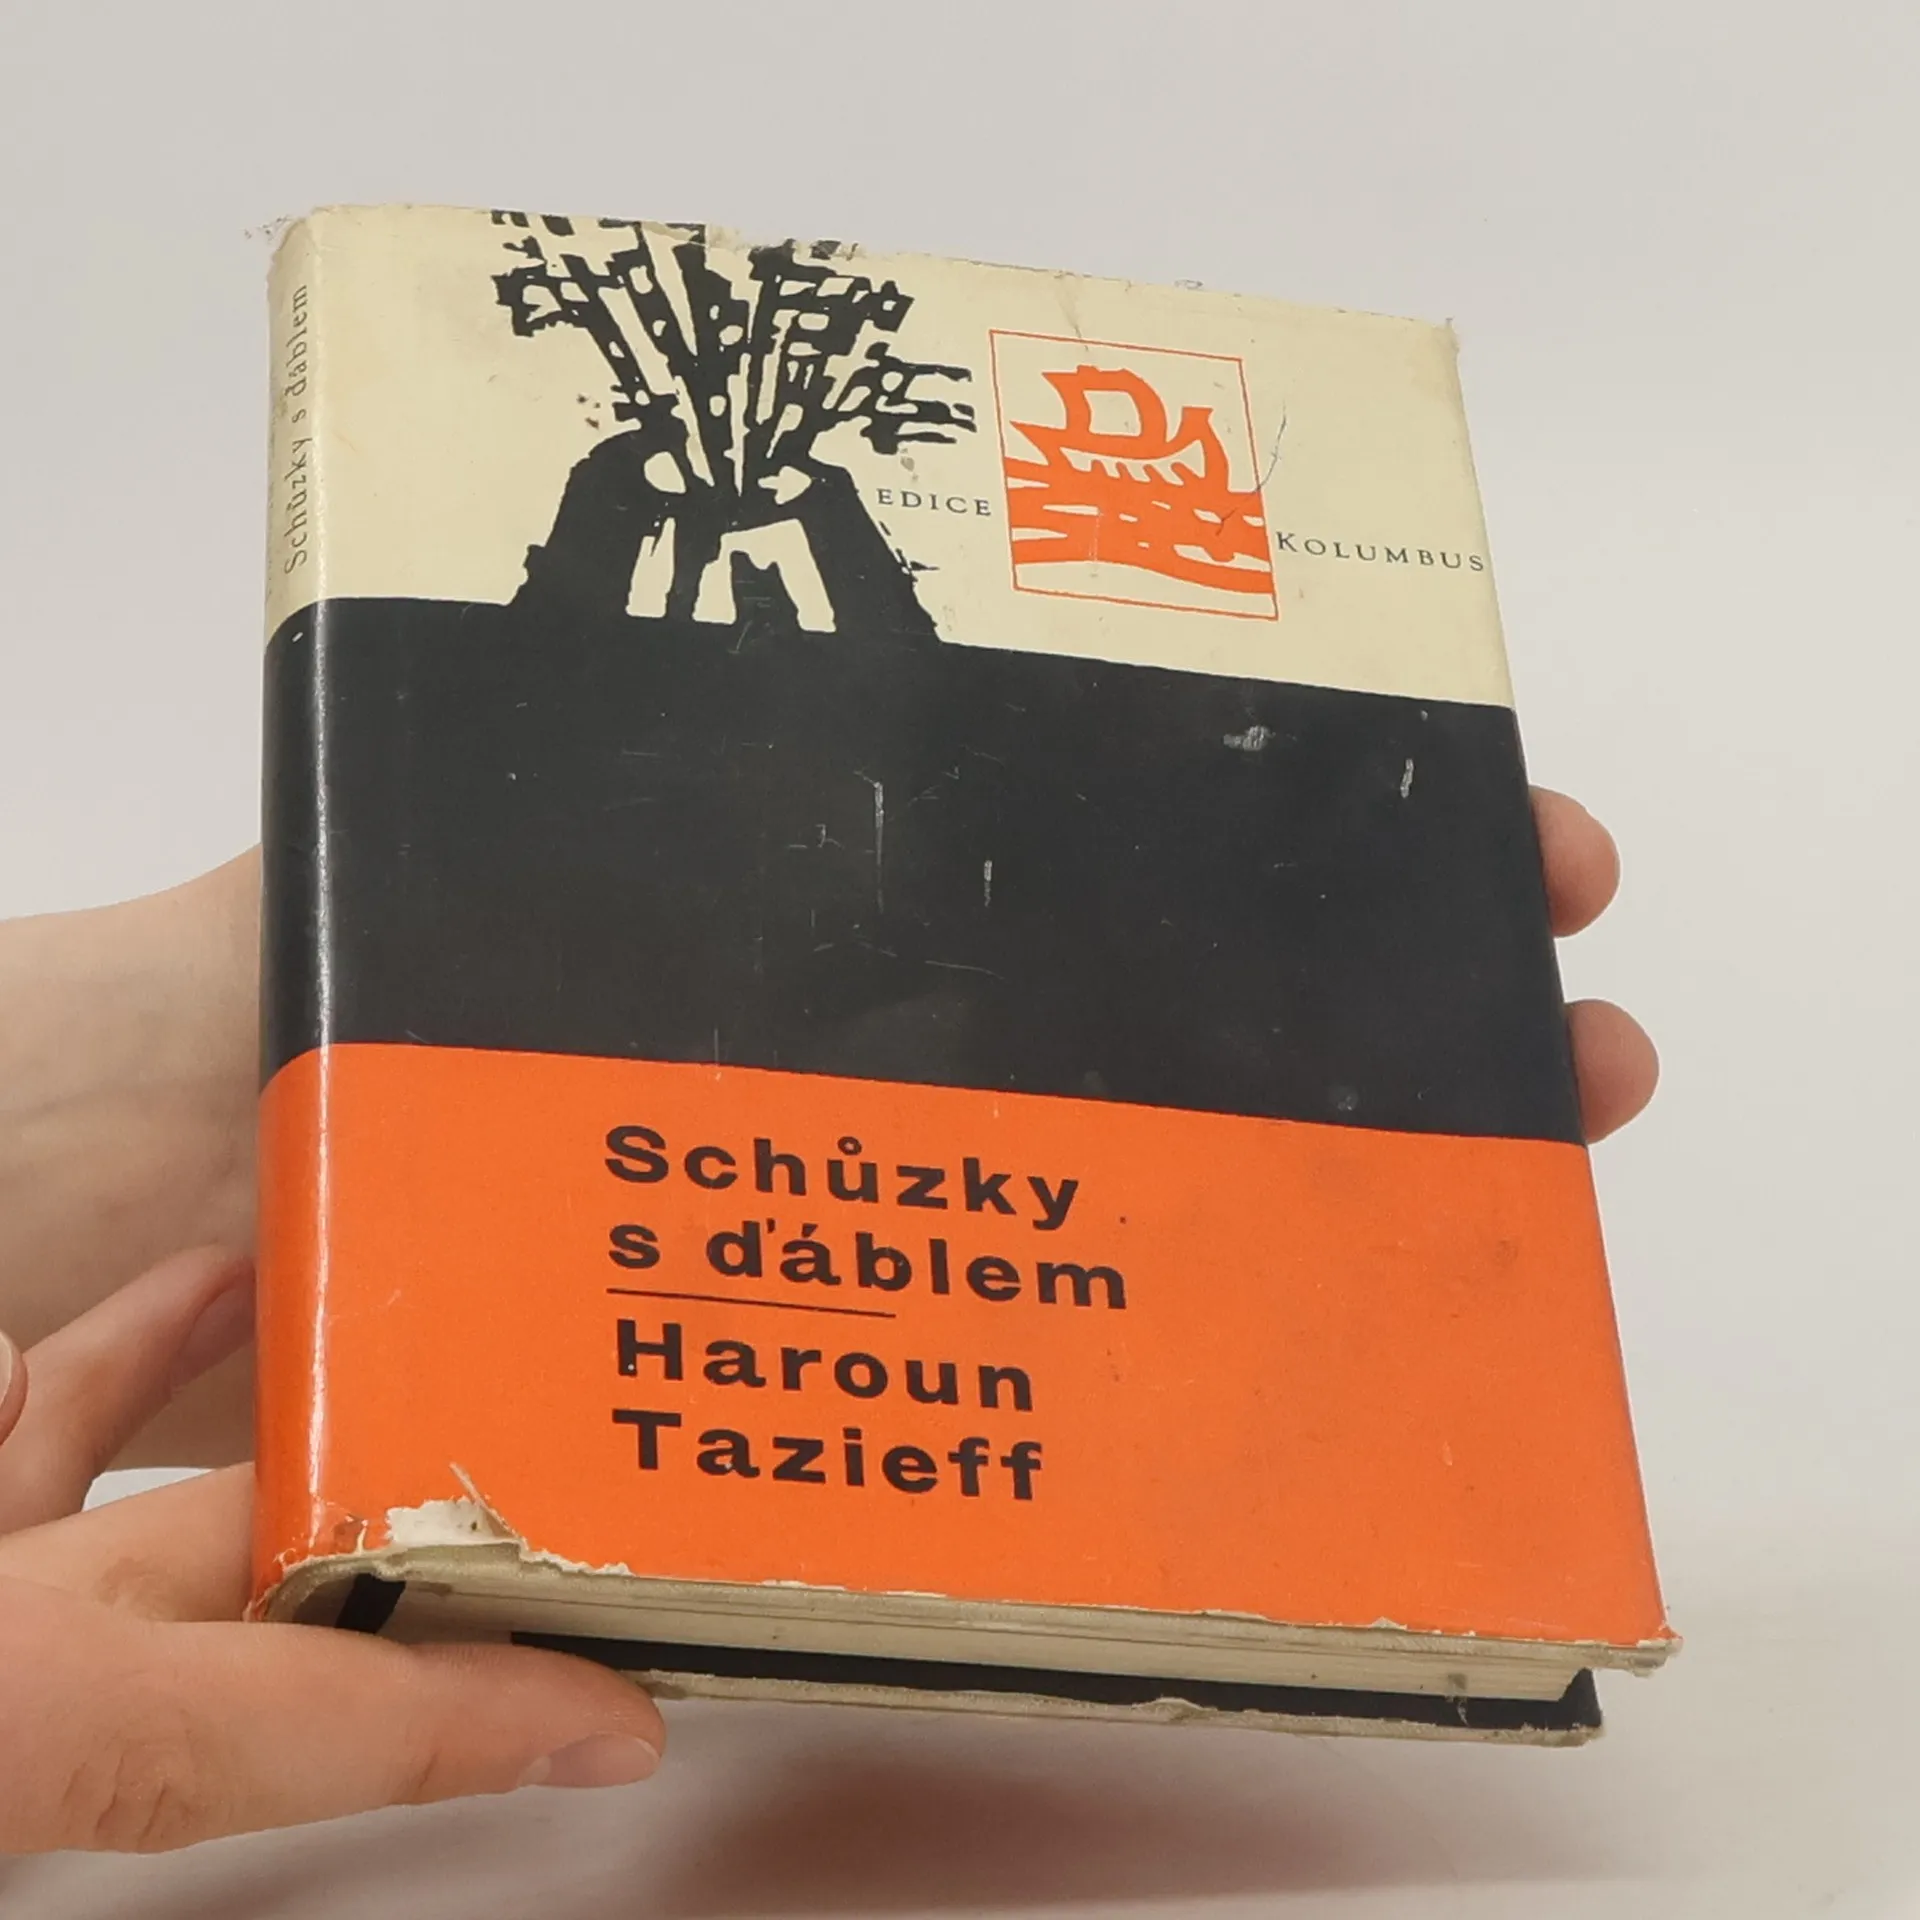 Schůzky s ďáblem
EDICE
KOLUMBUS
Schůzky
s ďáblem
Haroun
Tazieff